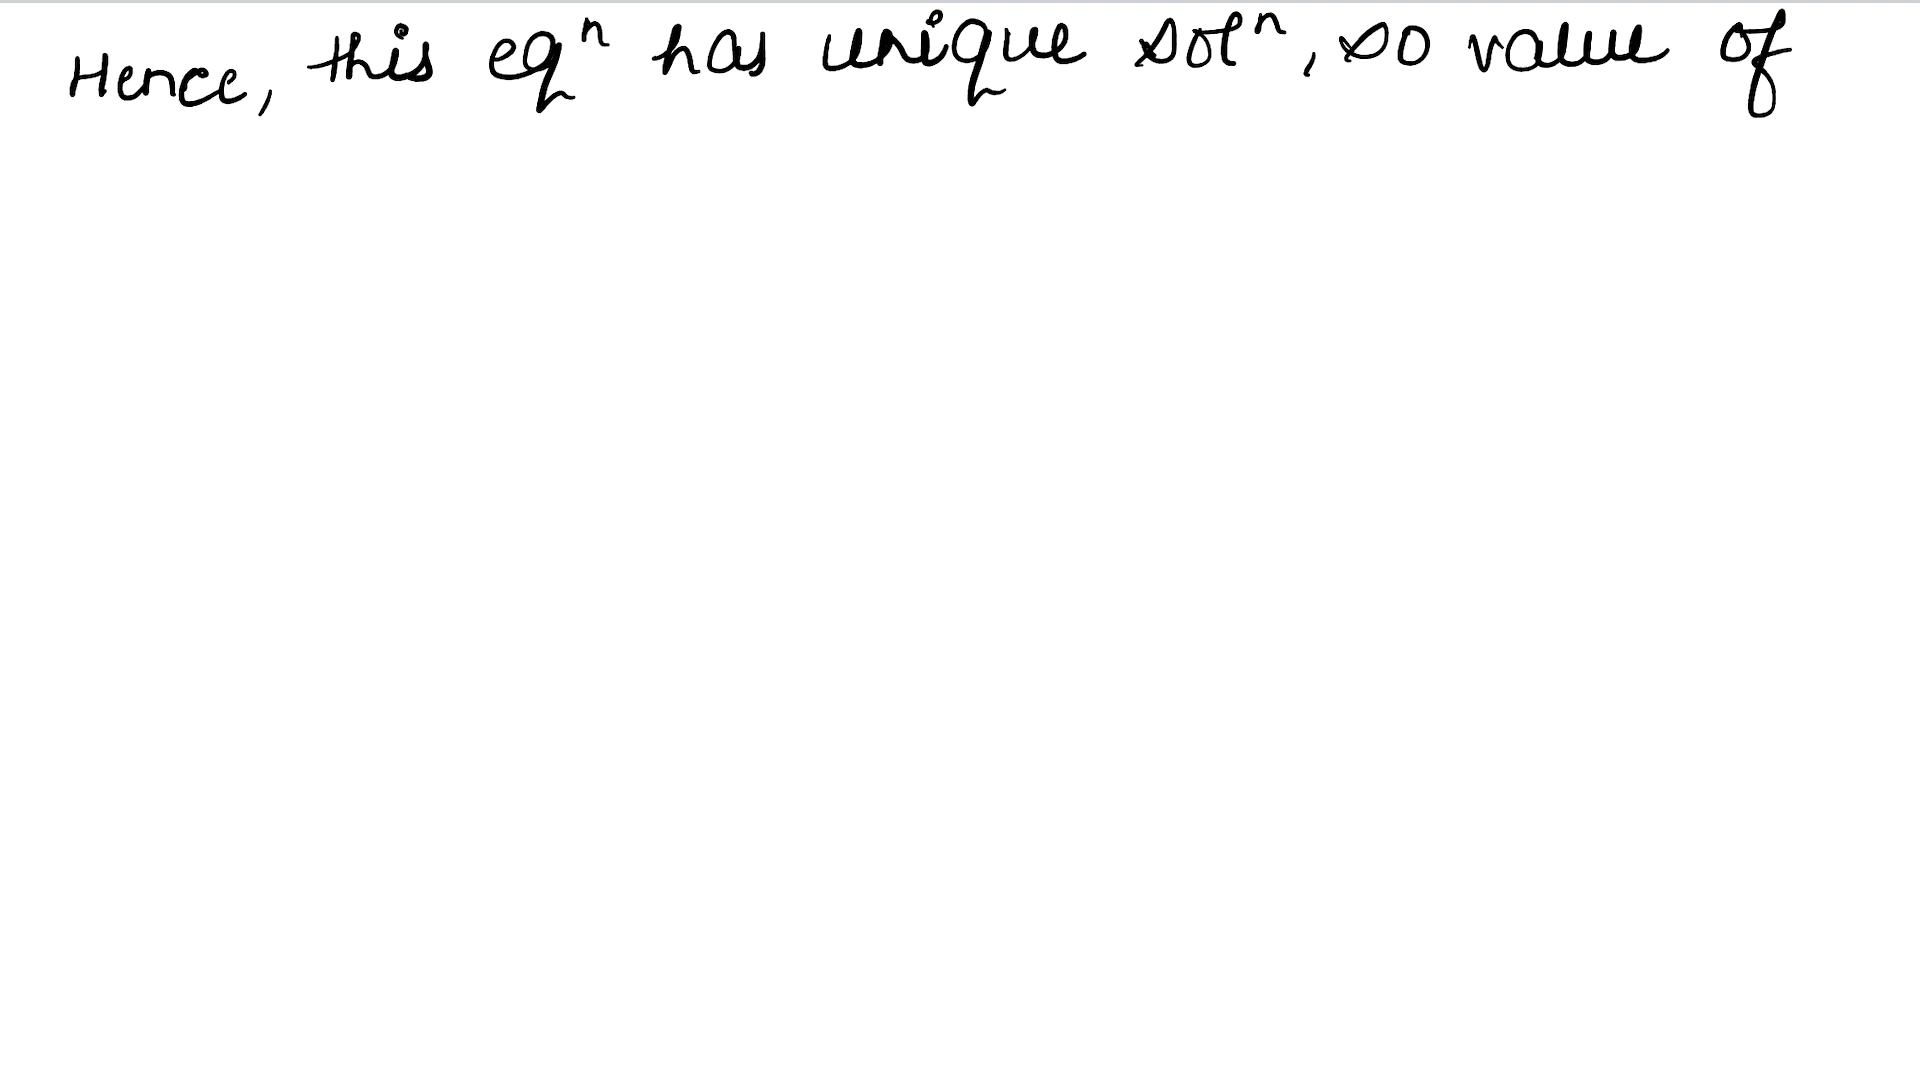 Hence, this eqⁿ has unique solⁿ, so value of